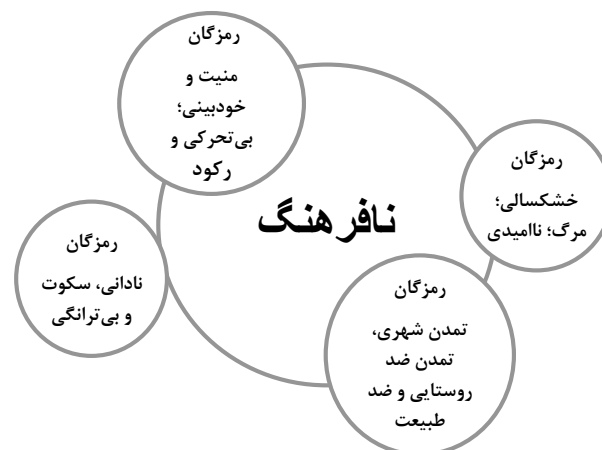 رمزگان
منیت و
خودبینی؛
بی‌تحرکی و
رکود
رمزگان
خشکسالی؛
مرگ؛ ناامیدی
نافرهنگ
رمزگان
نادانی، سکوت
و بی‌ترانگی
رمزگان
تمدن شهری،
تمدن ضد
روستایی و ضد
طبیعت